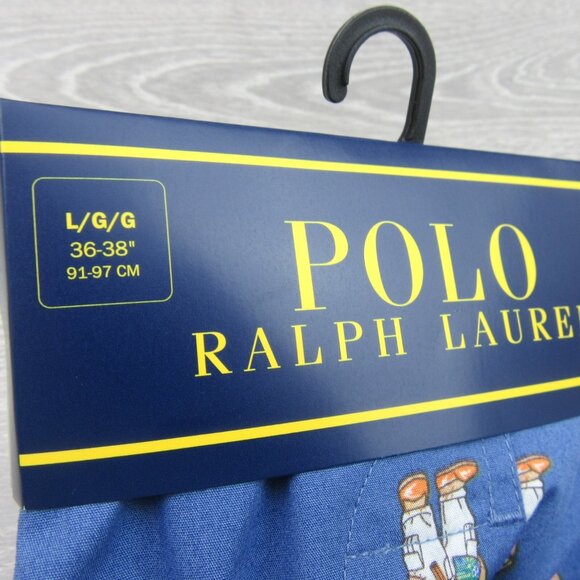 L/G/G
36-38"
91-97 CM
POLO
RALPH LAUREN